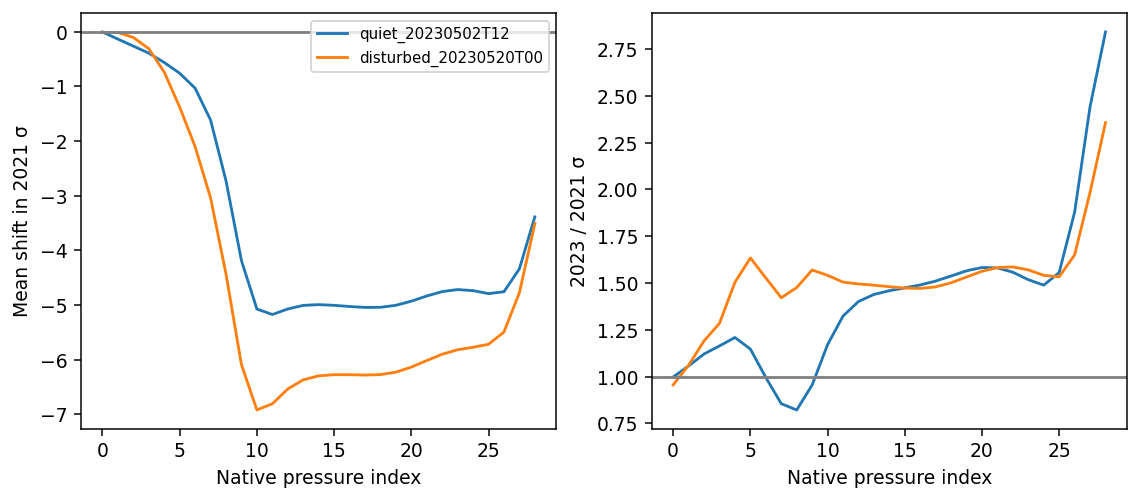 Mean shift in 2021 σ
0
−1
−2
−3
−4
−5
−6
−7
quiet_20230502T12
disturbed_20230520T00
0 5 10 15 20 25
Native pressure index
2023 / 2021 σ
2.75
2.50
2.25
2.00
1.75
1.50
1.25
1.00
0.75
0 5 10 15 20 25
Native pressure index